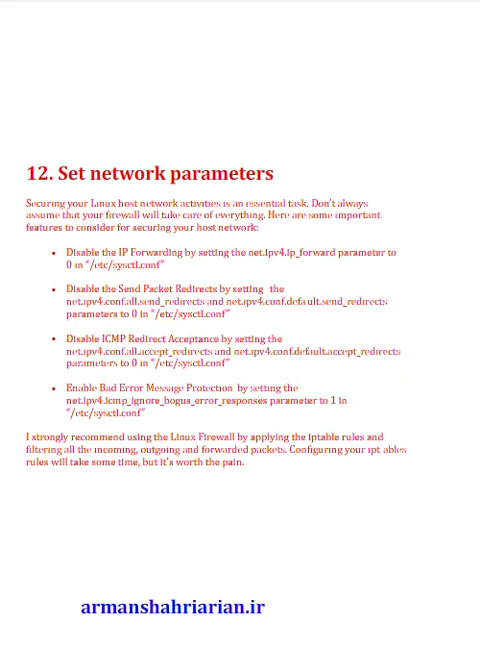 12. Set network parameters
Securing your Linux host network activities is an essential task. Don't always
assume that your firewall will take care of everything. Here are some important
features to consider for securing your host network:
• Disable the IP Forwarding by setting the net.ipv4.ip_forward parameter to
0 in "/etc/sysctl.conf"
• Disable the Send Packet Redirects by setting the
net.ipv4.conf.all.send_redirects and net.ipv4.conf.default.send_redirects
parameters to 0 in "/etc/sysctl.conf"
• Disable ICMP Redirect Acceptance by setting the
net.ipv4.conf.all.accept_redirects and net.ipv4.conf.default.accept_redirects
parameters to 0 in "/etc/sysctl.conf"
• Enable Bad Error Message Protection by setting the
net.ipv4.icmp_ignore_bogus_error_responses parameter to 1 in
"/etc/sysctl.conf"
I strongly recommend using the Linux Firewall by applying the iptable rules and
filtering all the incoming, outgoing and forwarded packets. Configuring your ipt ables
rules will take some time, but it's worth the pain.
armanshahriarian.ir